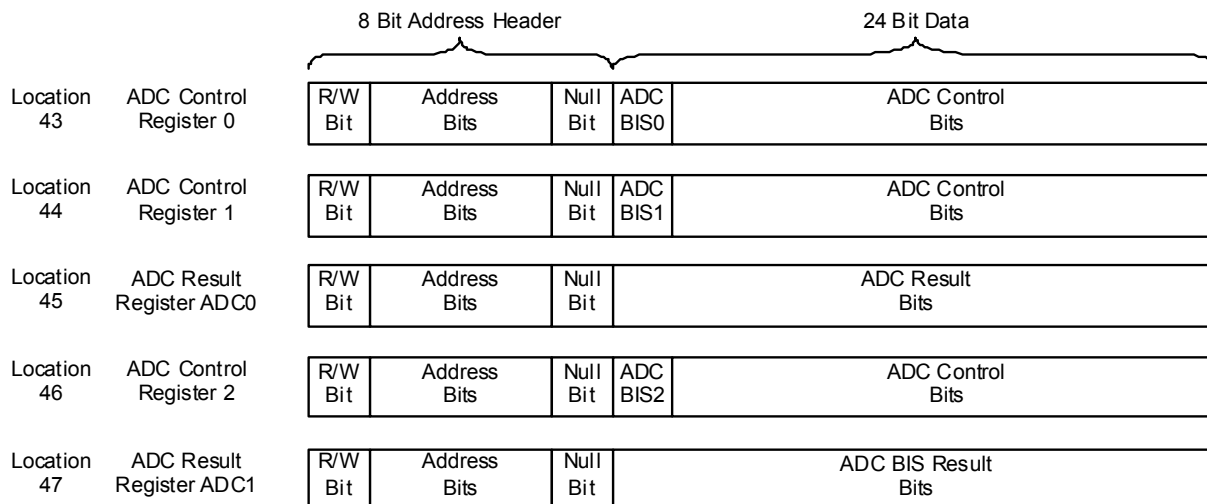 8 Bit Address Header 24 Bit Data
Location ADC Control R/W Address Null ADC ADC Control
43 Register 0 Bit Bits Bit BIS0 Bits
Location ADC Control R/W Address Null ADC ADC Control
44 Register 1 Bit Bits Bit BIS1 Bits
Location ADC Result R/W Address Null ADC Result
45 Register ADC0 Bit Bits Bit Bits
Location ADC Control R/W Address Null ADC ADC Control
46 Register 2 Bit Bits Bit BIS2 Bits
Location ADC Result R/W Address Null ADC BIS Result
47 Register ADC1 Bit Bits Bit Bits